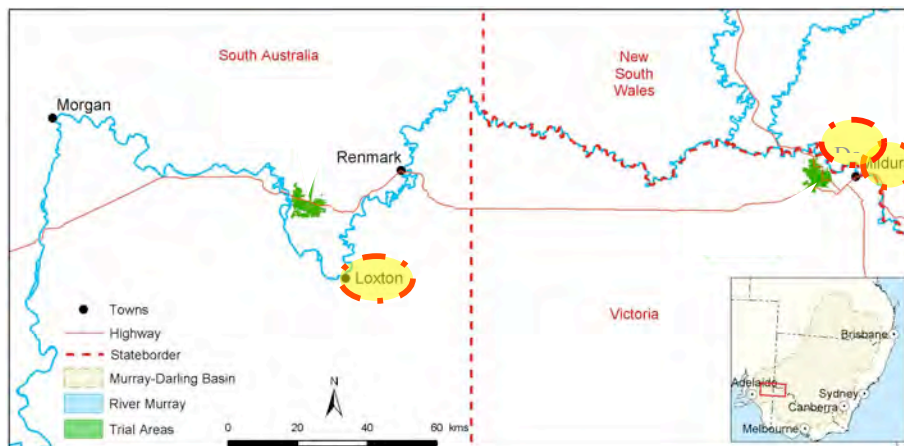 South Australia
New
South
Wales
Morgan
Renmark
Loxton
Victoria
Towns
Highway
Stateborder
Murray-Darling Basin
River Murray
Trial Areas
N
0 20 40 60 kms
Brisbane
Adelaide
Sydney
Canberra
Melbourne